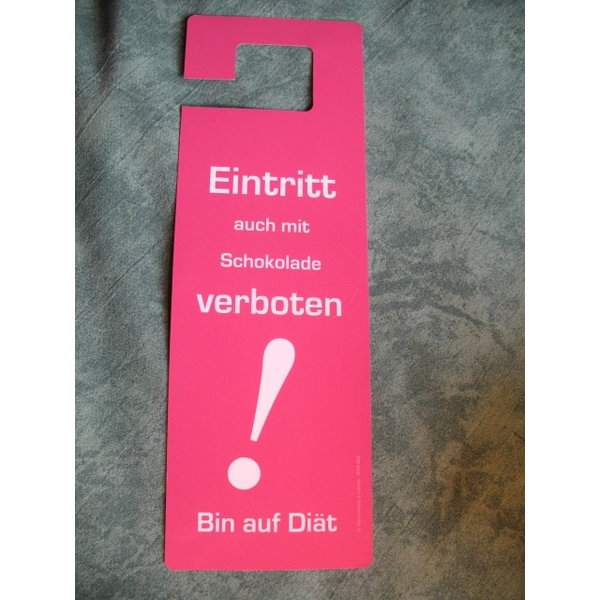 Eintritt
auch mit
Schokolade
verboten
!
Bin auf Diät